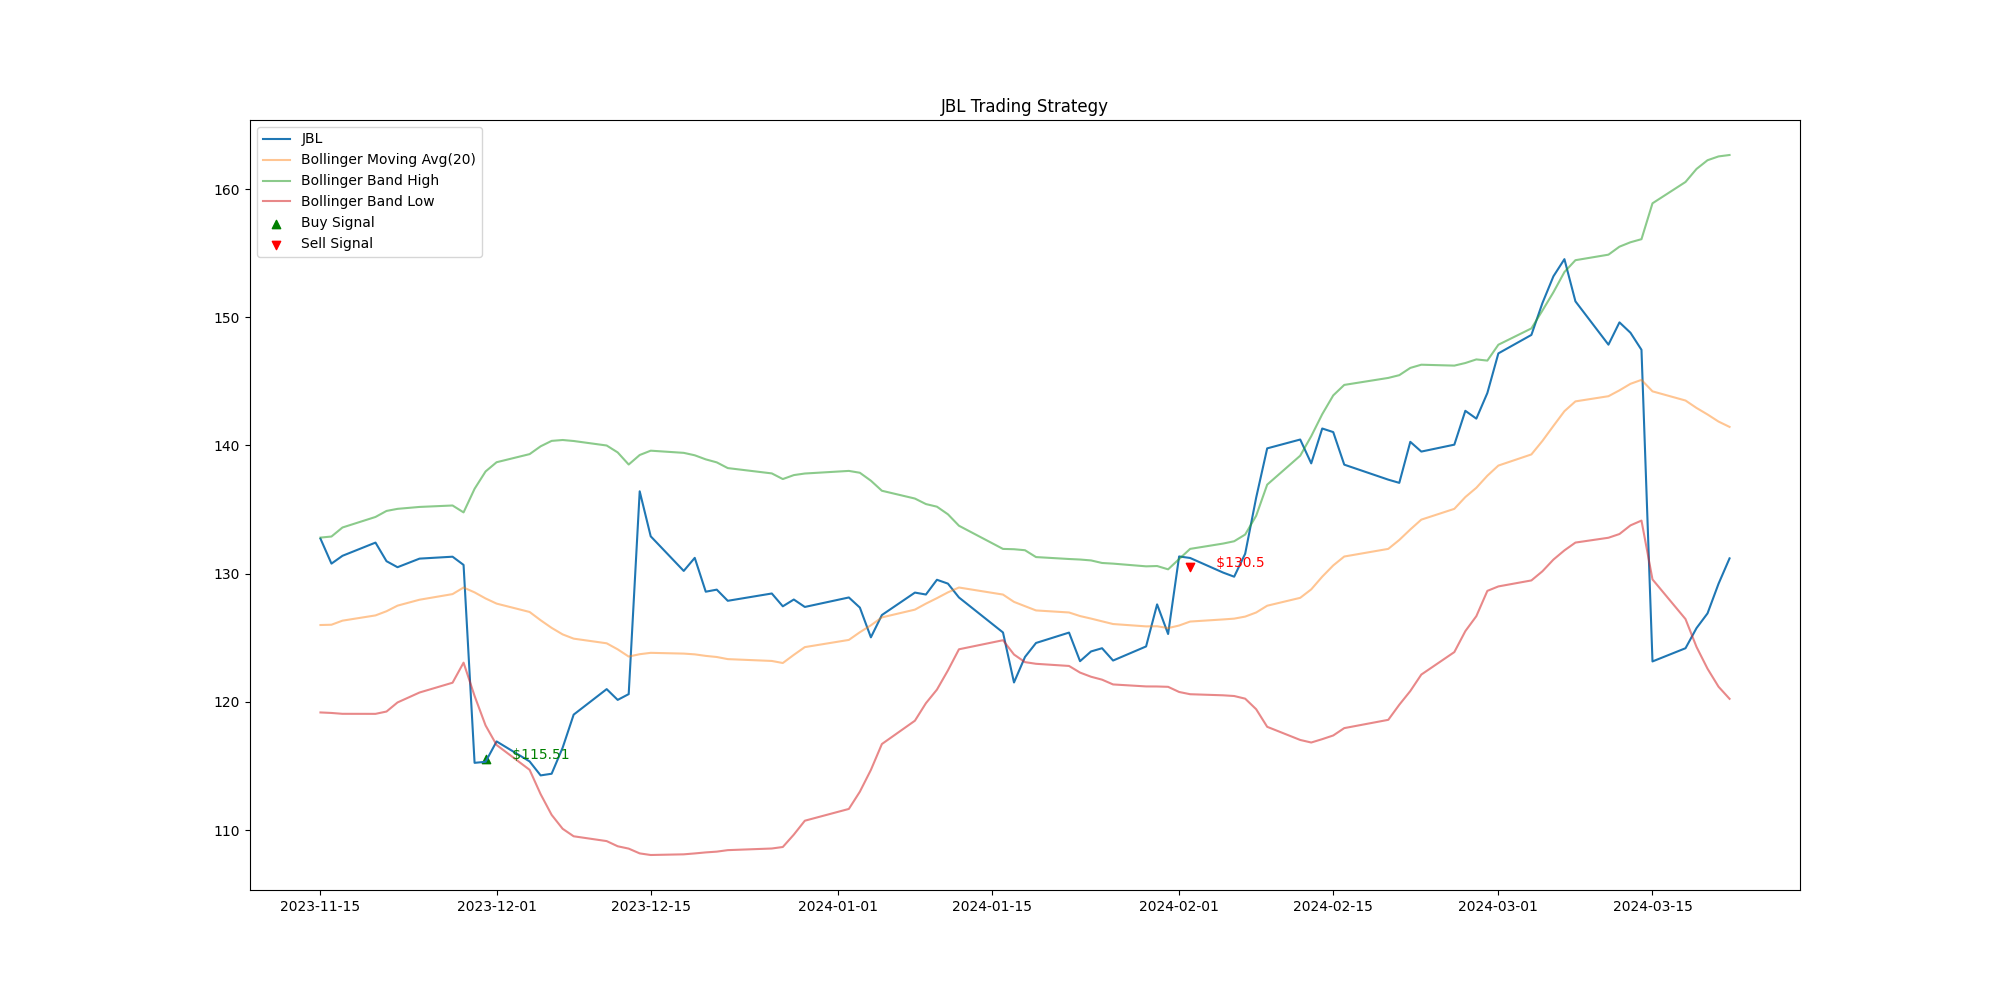 JBL Trading Strategy
JBL
Bollinger Moving Avg(20)
Bollinger Band High
Bollinger Band Low
Buy Signal
Sell Signal
160
150
140
130
120
110
$130.5
$115.51
2023-11-15
2023-12-01
2023-12-15
2024-01-01
2024-01-15
2024-02-01
2024-02-15
2024-03-01
2024-03-15